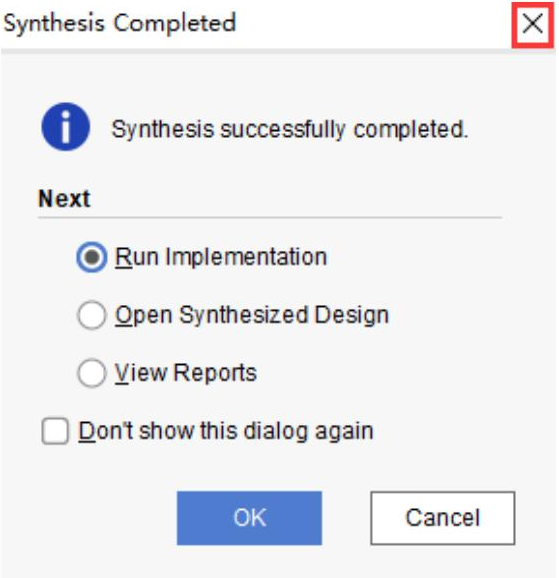 Synthesis Completed
Synthesis successfully completed.
Next
Run Implementation
Open Synthesized Design
View Reports
Don't show this dialog again
OK
Cancel